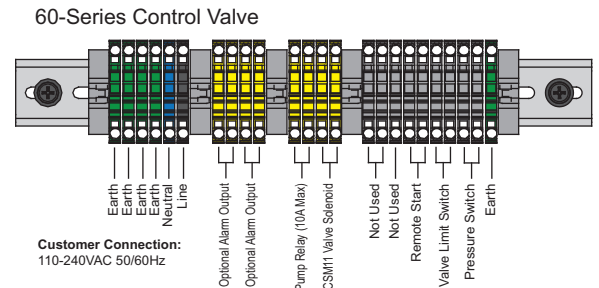 60-Series Control Valve
Earth
Earth
Earth
Earth
Neutral
Line
Optional Alarm Output
Optional Alarm Output
Pump Relay (10A Max)
CSM11 Valve Solenoid
Not Used
Not Used
Remote Start
Valve Limit Switch
Pressure Switch
Earth
Customer Connection:
110-240VAC 50/60Hz